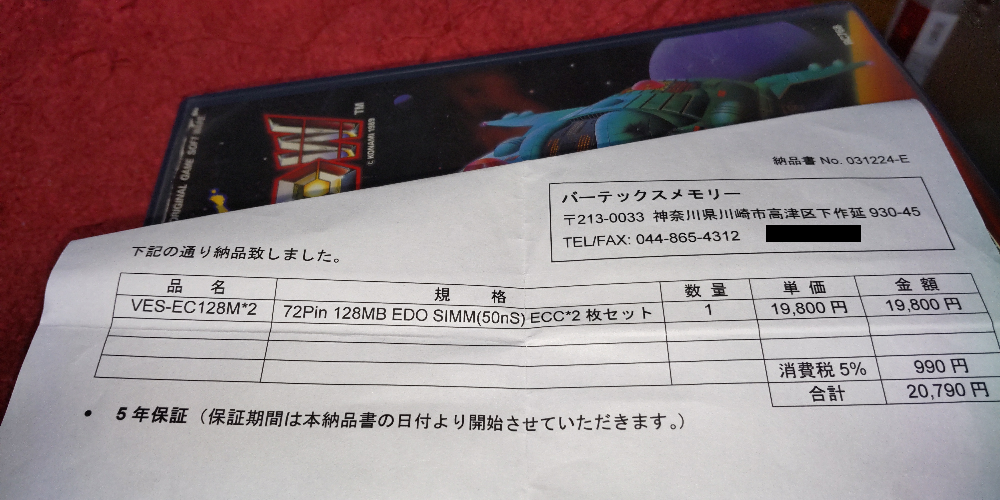 ORIGINAL GAME SOFT
TM
© KONAMI 1989
納品書 No. 031224-E
バーテックスメモリー
〒213-0033 神奈川県川崎市高津区下作延 930-45
TEL/FAX: 044-865-4312
下記の通り納品致しました。
品 名 規 格 数 量 単 価 金 額
VES-EC128M*2 72Pin 128MB EDO SIMM(50nS) ECC*2 枚セット 1 19,800 円 19,800 円
消費税 5% 990 円
合計 20,790 円
• 5 年保証（保証期間は本納品書の日付より開始させていただきます。）